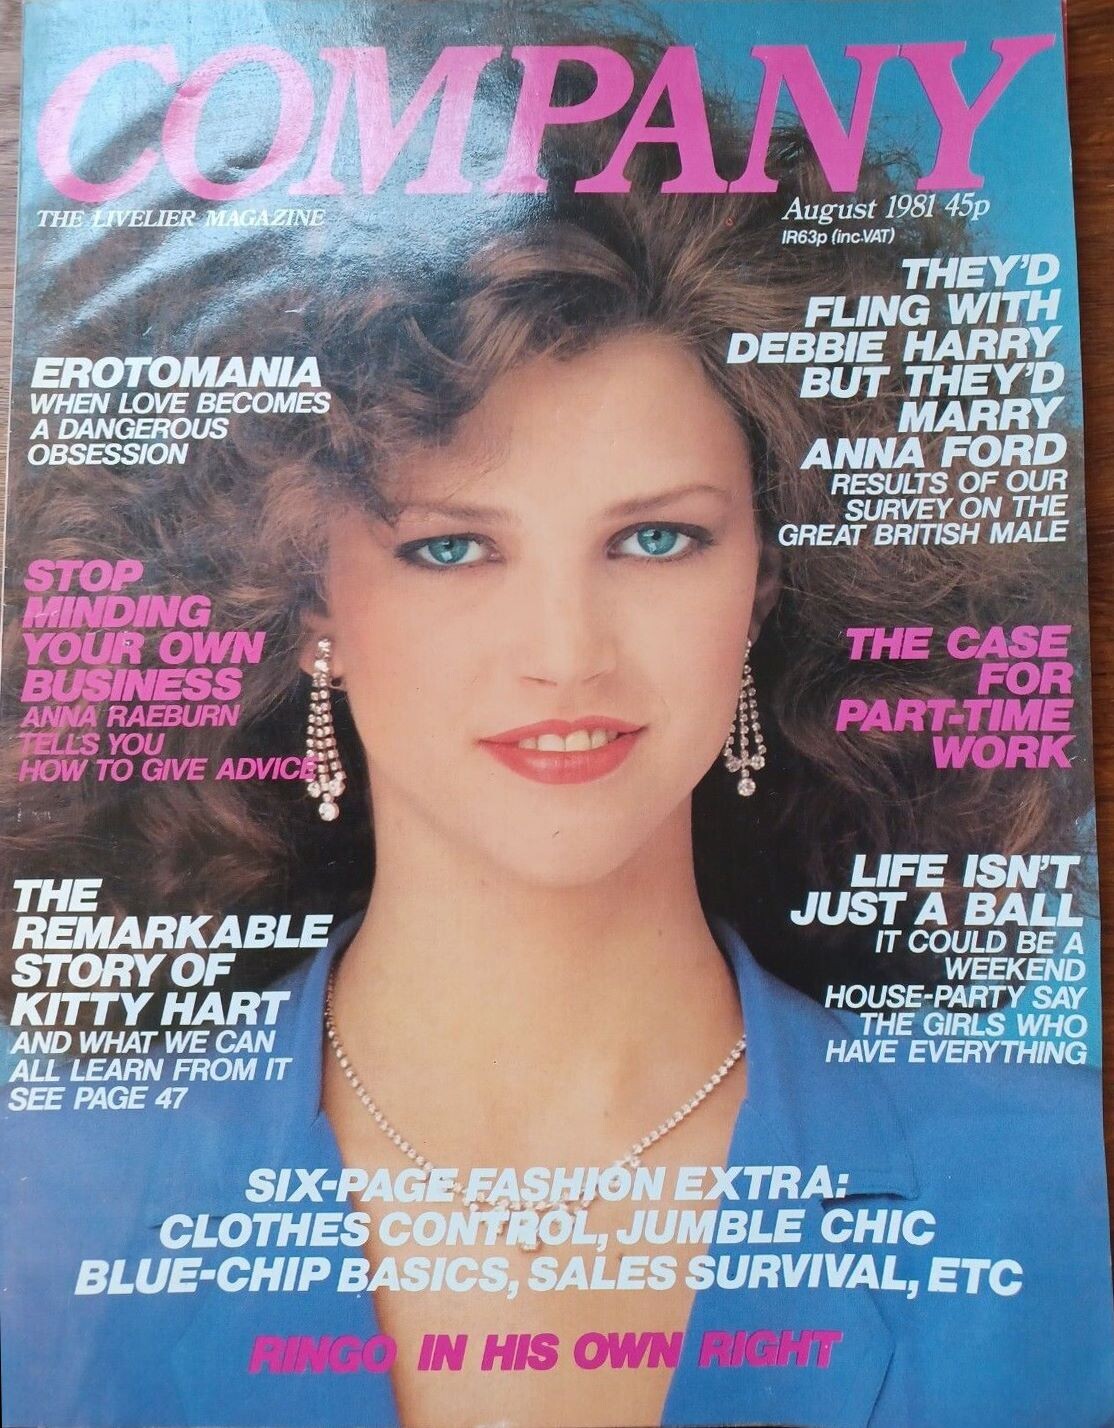 COMPANY
THE LIVELIER MAGAZINE
August 1981 45p
IR63p (inc.VAT)
THEY'D
FLING WITH
DEBBIE HARRY
BUT THEY'D
MARRY
ANNA FORD
RESULTS OF OUR
SURVEY ON THE
GREAT BRITISH MALE
EROTOMANIA
WHEN LOVE BECOMES
A DANGEROUS
OBSESSION
STOP
MINDING
YOUR OWN
BUSINESS
ANNA RAEBURN
TELLS YOU
HOW TO GIVE ADVICE
THE CASE
FOR
PART-TIME
WORK
THE
REMARKABLE
STORY OF
KITTY HART
AND WHAT WE CAN
ALL LEARN FROM IT
SEE PAGE 47
LIFE ISN'T
JUST A BALL
IT COULD BE A
WEEKEND
HOUSE-PARTY SAY
THE GIRLS WHO
HAVE EVERYTHING
SIX-PAGE FASHION EXTRA:
CLOTHES CONTROL, JUMBLE CHIC
BLUE-CHIP BASICS, SALES SURVIVAL, ETC
RINGO IN HIS OWN RIGHT